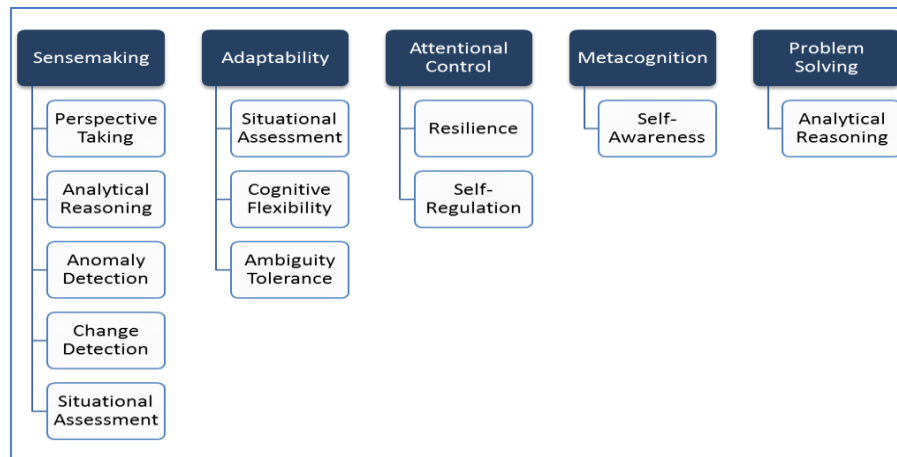 Sensemaking
Perspective
Taking
Analytical
Reasoning
Anomaly
Detection
Change
Detection
Situational
Assessment
Adaptability
Situational
Assessment
Cognitive
Flexibility
Ambiguity
Tolerance
Attentional
Control
Resilience
Self-
Regulation
Metacognition
Self-
Awareness
Problem
Solving
Analytical
Reasoning